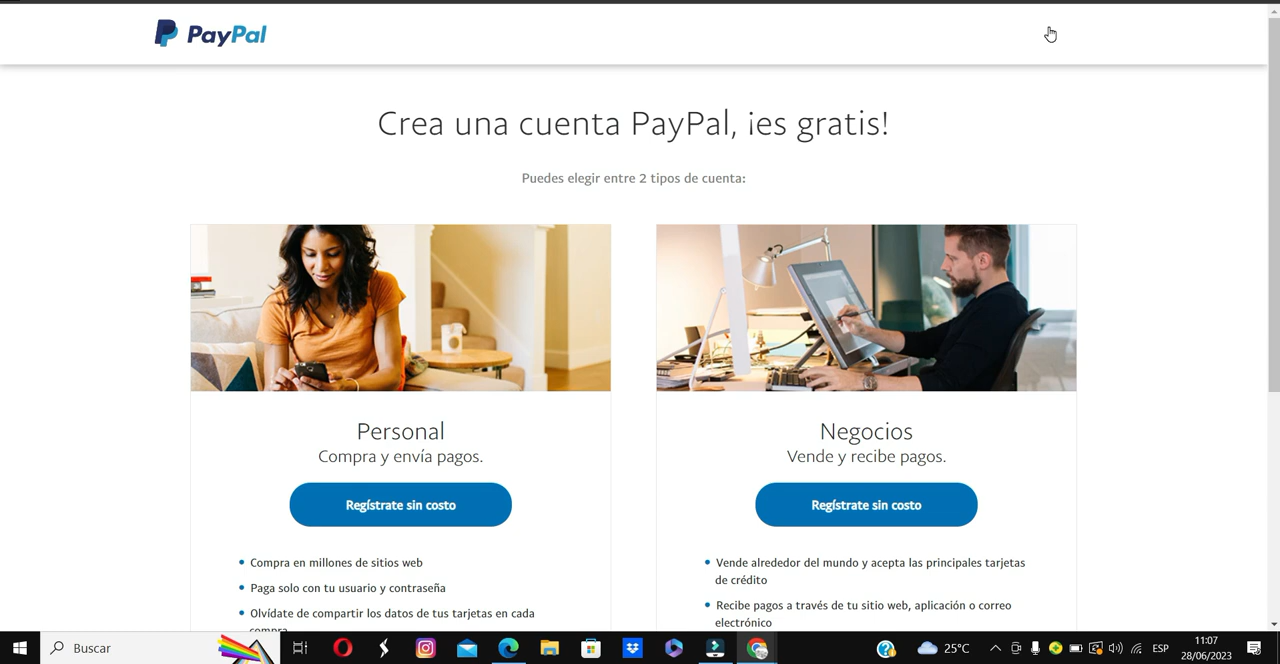 PayPal
Crea una cuenta PayPal, ¡es gratis!
Puedes elegir entre 2 tipos de cuenta:
Personal
Compra y envía pagos.
Regístrate sin costo
Compra en millones de sitios web
Paga solo con tu usuario y contraseña
Olvídate de compartir los datos de tus tarjetas en cada
compra
Negocios
Vende y recibe pagos.
Regístrate sin costo
Vende alrededor del mundo y acepta las principales tarjetas
de crédito
Recibe pagos a través de tu sitio web, aplicación o correo
electrónico
Buscar
25°C
ESP
11:07
28/06/2023